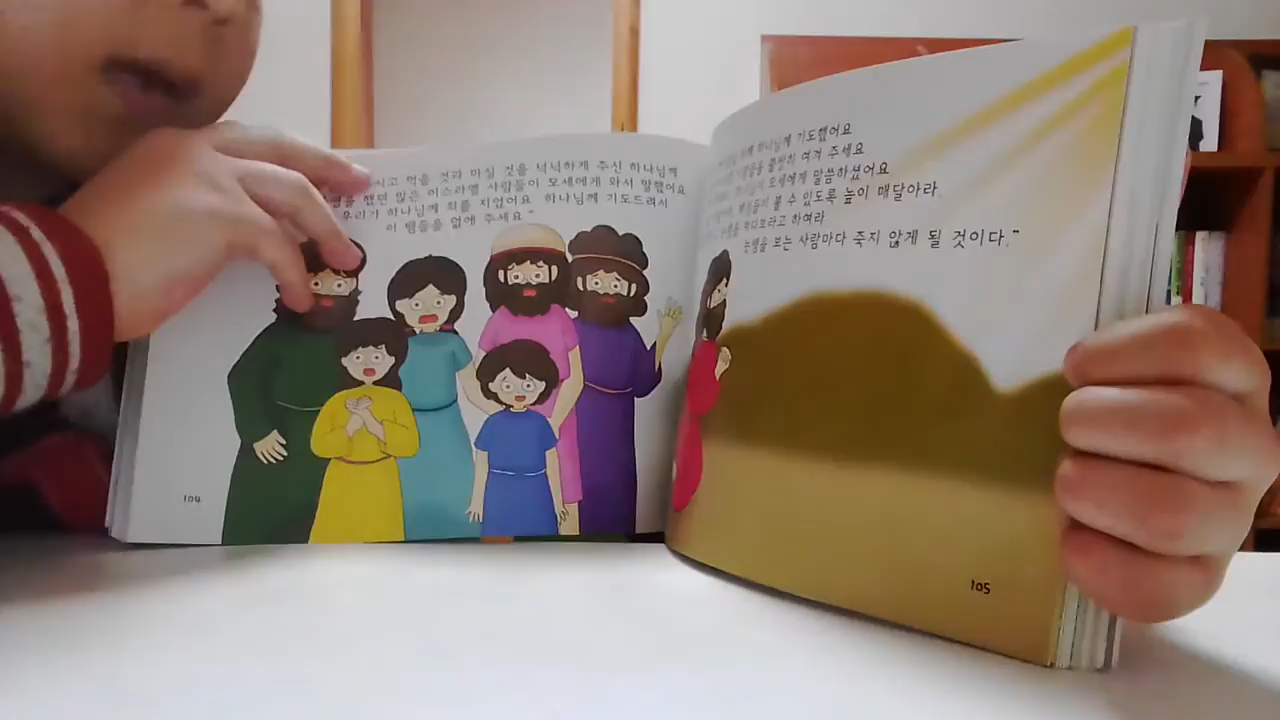 시고 먹을 것과 마실 것을 넉넉하게 주신 하나님께
했던 많은 이스라엘 사람들이 모세에게 와서 말했어요
우리가 하나님께 죄를 지었어요 하나님께 기도드려서
이 뱀들을 없애 주세요"
104
하나님께 기도했어요
불쌍히 여겨 주세요
모세에게 말씀하셨어요
볼 수 있도록 높이 매달아라
쳐다보라고 하여라
놋뱀을 보는 사람마다 죽지 않게 될 것이다."
105